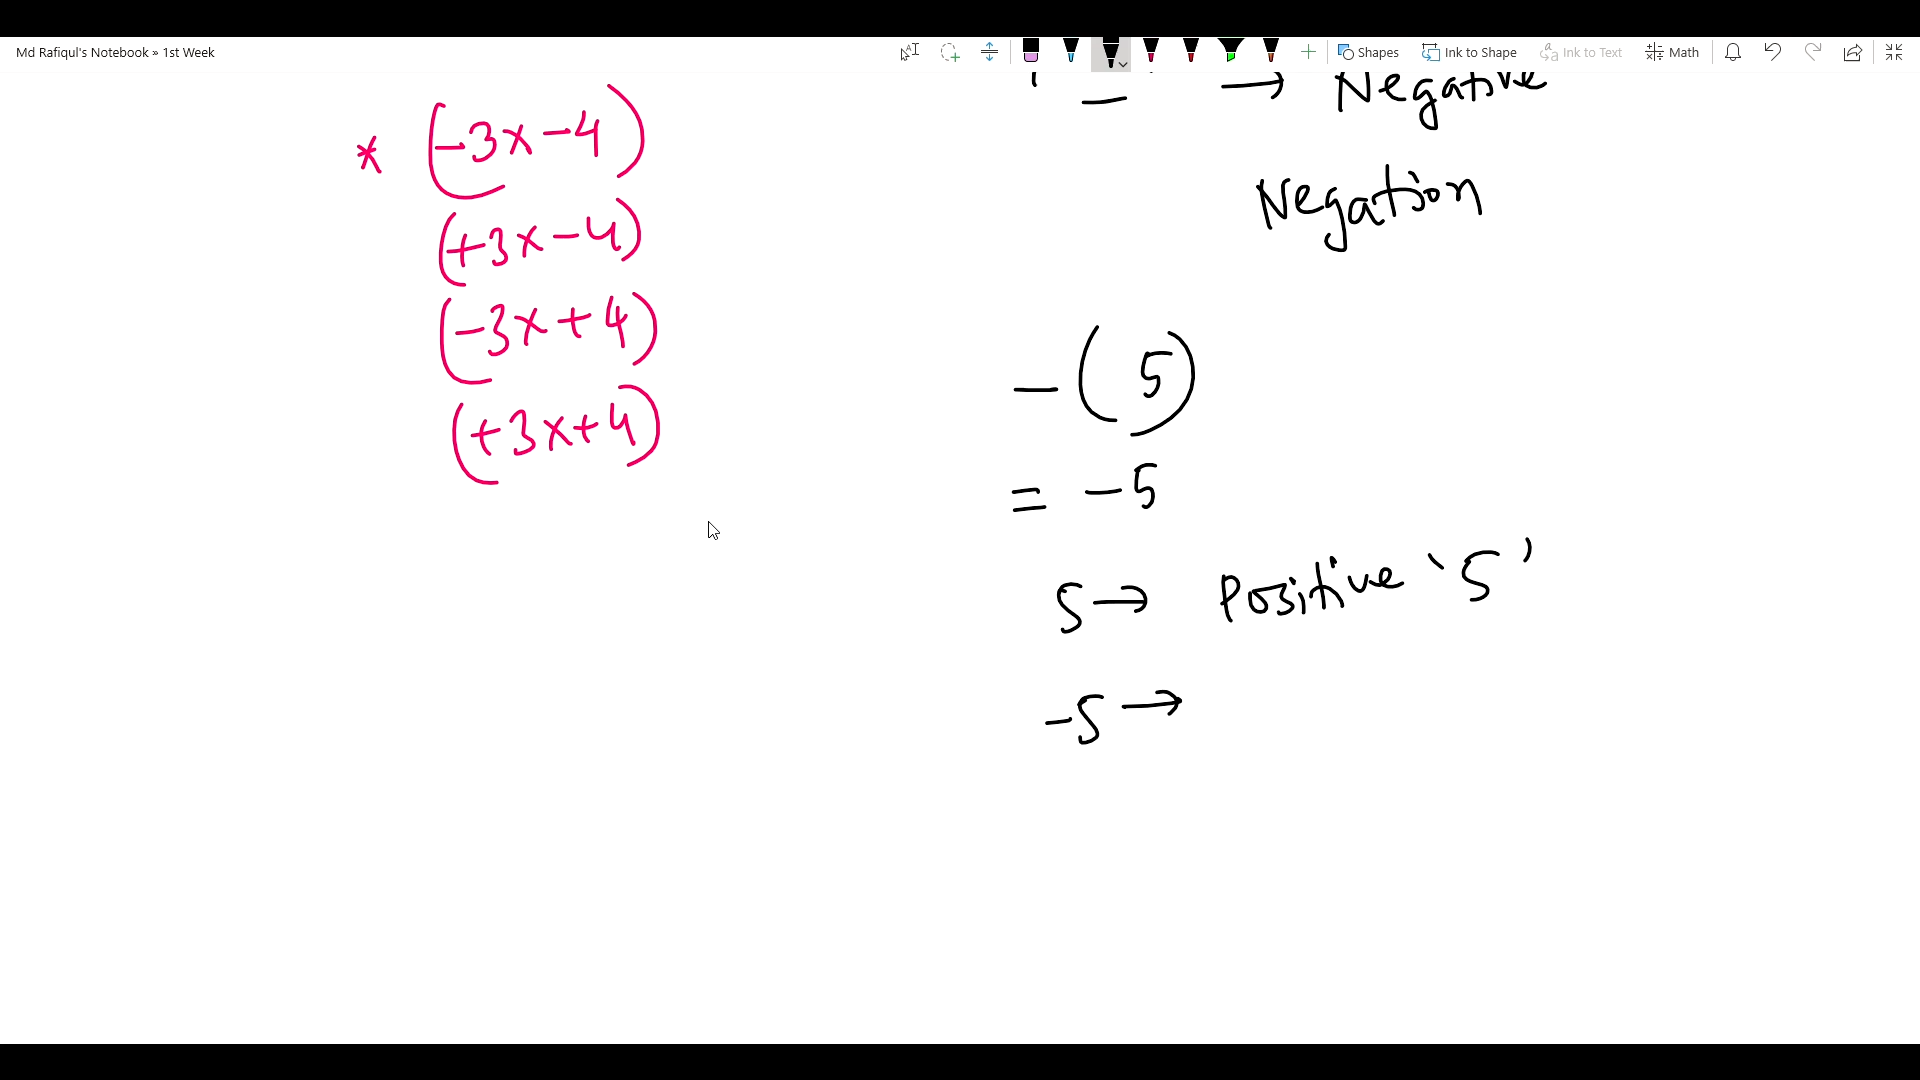 Md Rafiqul's Notebook » 1st Week
Shapes
Ink to Shape
Ink to Text
Math
* (-3x-4)
(+3x-4)
(-3x+4)
(+3x+4)
' - ' → Negative
Negation
- (5)
= -5
5 → Positive '5'
-5 →